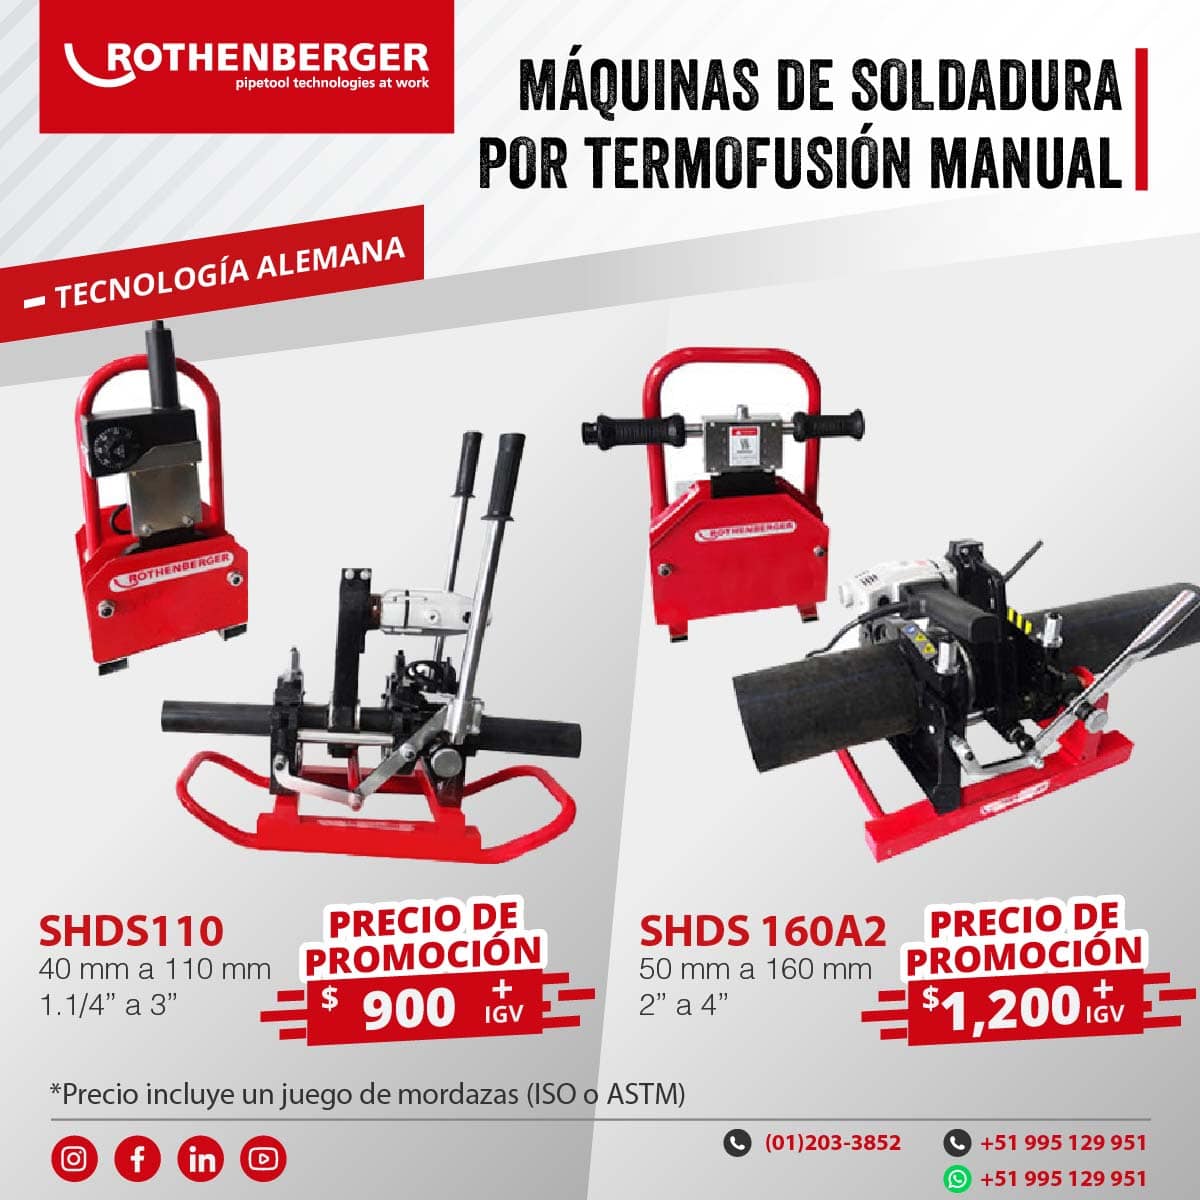 ROTHENBERGER
pipetool technologies at work
MÁQUINAS DE SOLDADURA
POR TERMOFUSIÓN MANUAL
TECNOLOGÍA ALEMANA
ROTHENBERGER
ROTHENBERGER
SHDS110
40 mm a 110 mm
1.1/4” a 3”
PRECIO DE
PROMOCIÓN
$ 900 + IGV
SHDS 160A2
50 mm a 160 mm
2” a 4”
PRECIO DE
PROMOCIÓN
$1,200 + IGV
*Precio incluye un juego de mordazas (ISO o ASTM)
(01)203-3852
+51 995 129 951
+51 995 129 951